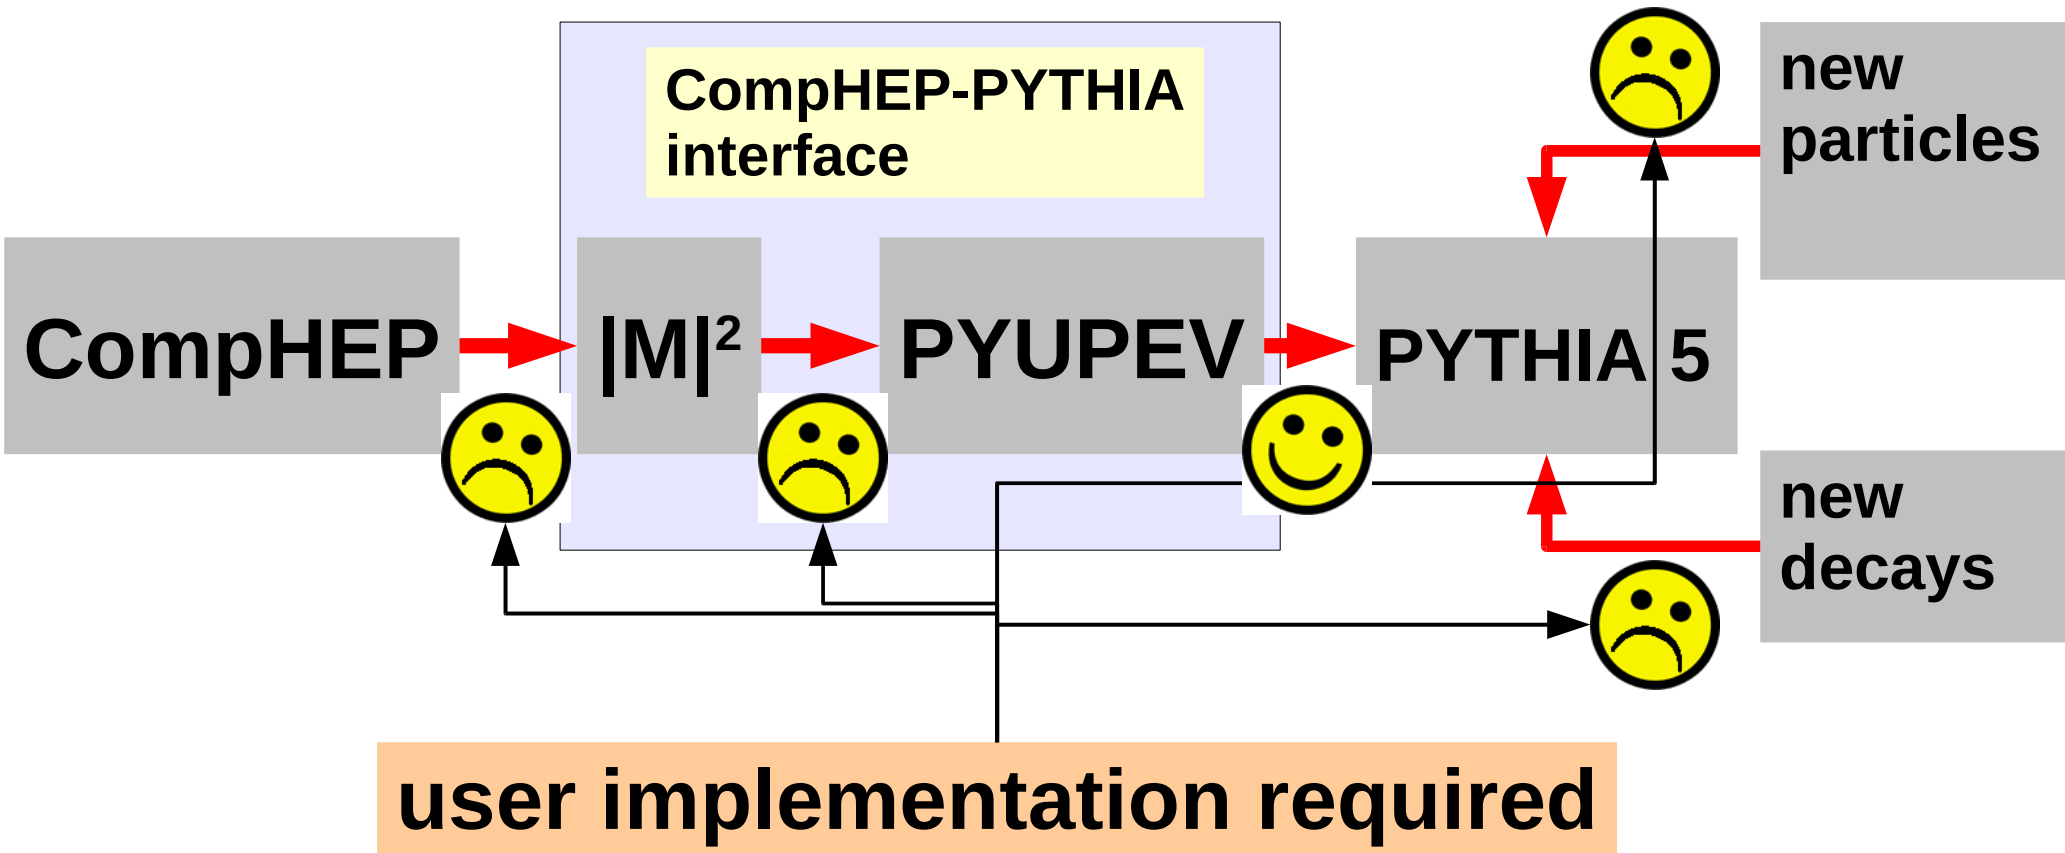 CompHEP-PYTHIA
interface
new
particles
CompHEP
|M|²
PYUPEV
PYTHIA 5
new
decays
user implementation required